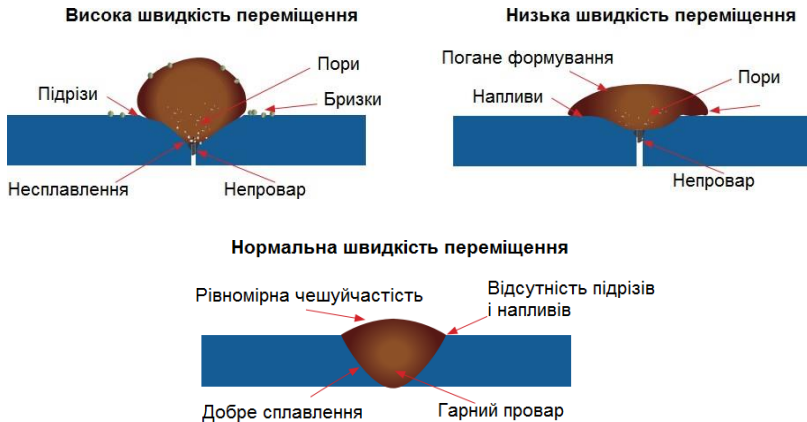 Висока швидкість переміщення
Пори
Підрізи
Бризки
Несплавлення
Непровар
Низька швидкість переміщення
Погане формування
Пори
Напливи
Непровар
Нормальна швидкість переміщення
Рівномірна чешуйчастість
Відсутність підрізів
і напливів
Добре сплавлення
Гарний провар